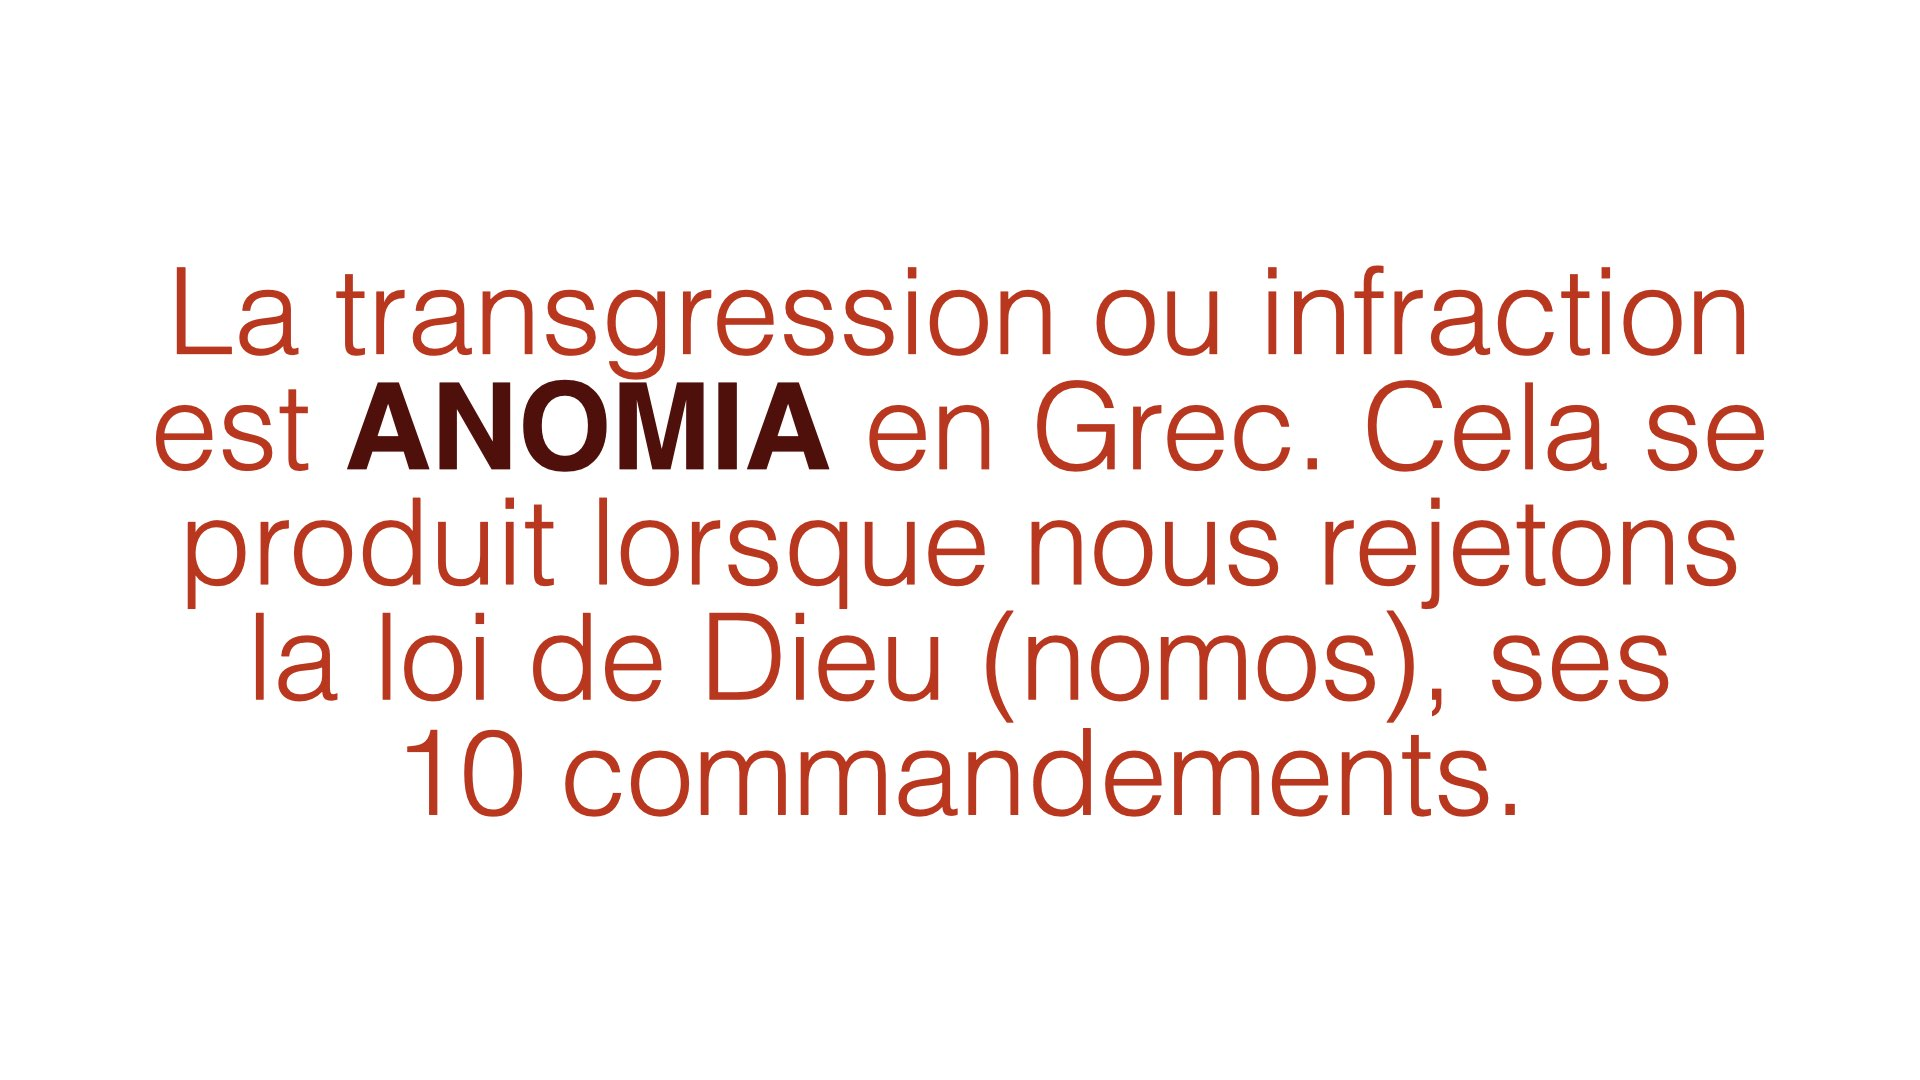 La transgression ou infraction
est ANOMIA en Grec. Cela se
produit lorsque nous rejetons
la loi de Dieu (nomos), ses
10 commandements.